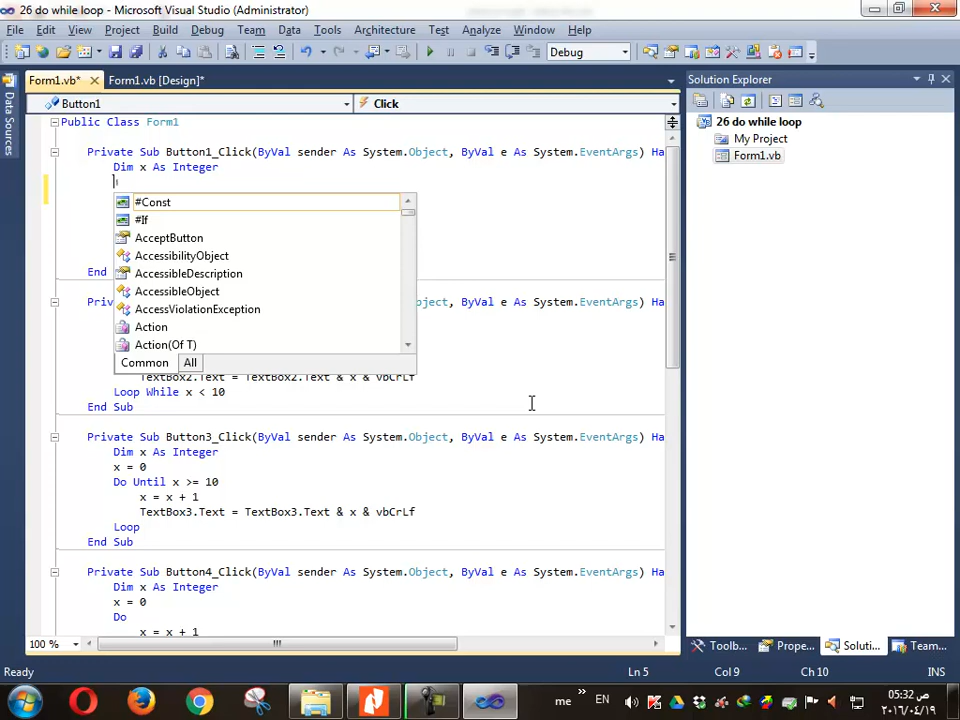 26 do while loop - Microsoft Visual Studio (Administrator)
File Edit View Project Build Debug Team Data Tools Architecture Test Analyze Window Help
Debug
Form1.vb* Form1.vb [Design]*
Solution Explorer
Data Sources
Button1 Click
26 do while loop
My Project
Form1.vb
Public Class Form1
Private Sub Button1_Click(ByVal sender As System.Object, ByVal e As System.EventArgs) Ha
Dim x As Integer
#Const
#If
AcceptButton
AccessibilityObject
AccessibleDescription
AccessibleObject
AccessViolationException
Action
Action(Of T)
Common All
End
Priv bject, ByVal e As System.EventArgs) Ha
TextBox2.Text = TextBox2.Text & x & vbCrLf
Loop While x < 10
End Sub
Private Sub Button3_Click(ByVal sender As System.Object, ByVal e As System.EventArgs) Ha
Dim x As Integer
x = 0
Do Until x >= 10
x = x + 1
TextBox3.Text = TextBox3.Text & x & vbCrLf
Loop
End Sub
Private Sub Button4_Click(ByVal sender As System.Object, ByVal e As System.EventArgs) Ha
Dim x As Integer
x = 0
Do
x = x + 1
100 %
Toolb... Prope... Soluti... Team...
Ready Ln 5 Col 9 Ch 10 INS
me » EN
05:32 ص
٢٠١٦/٠٤/١٩